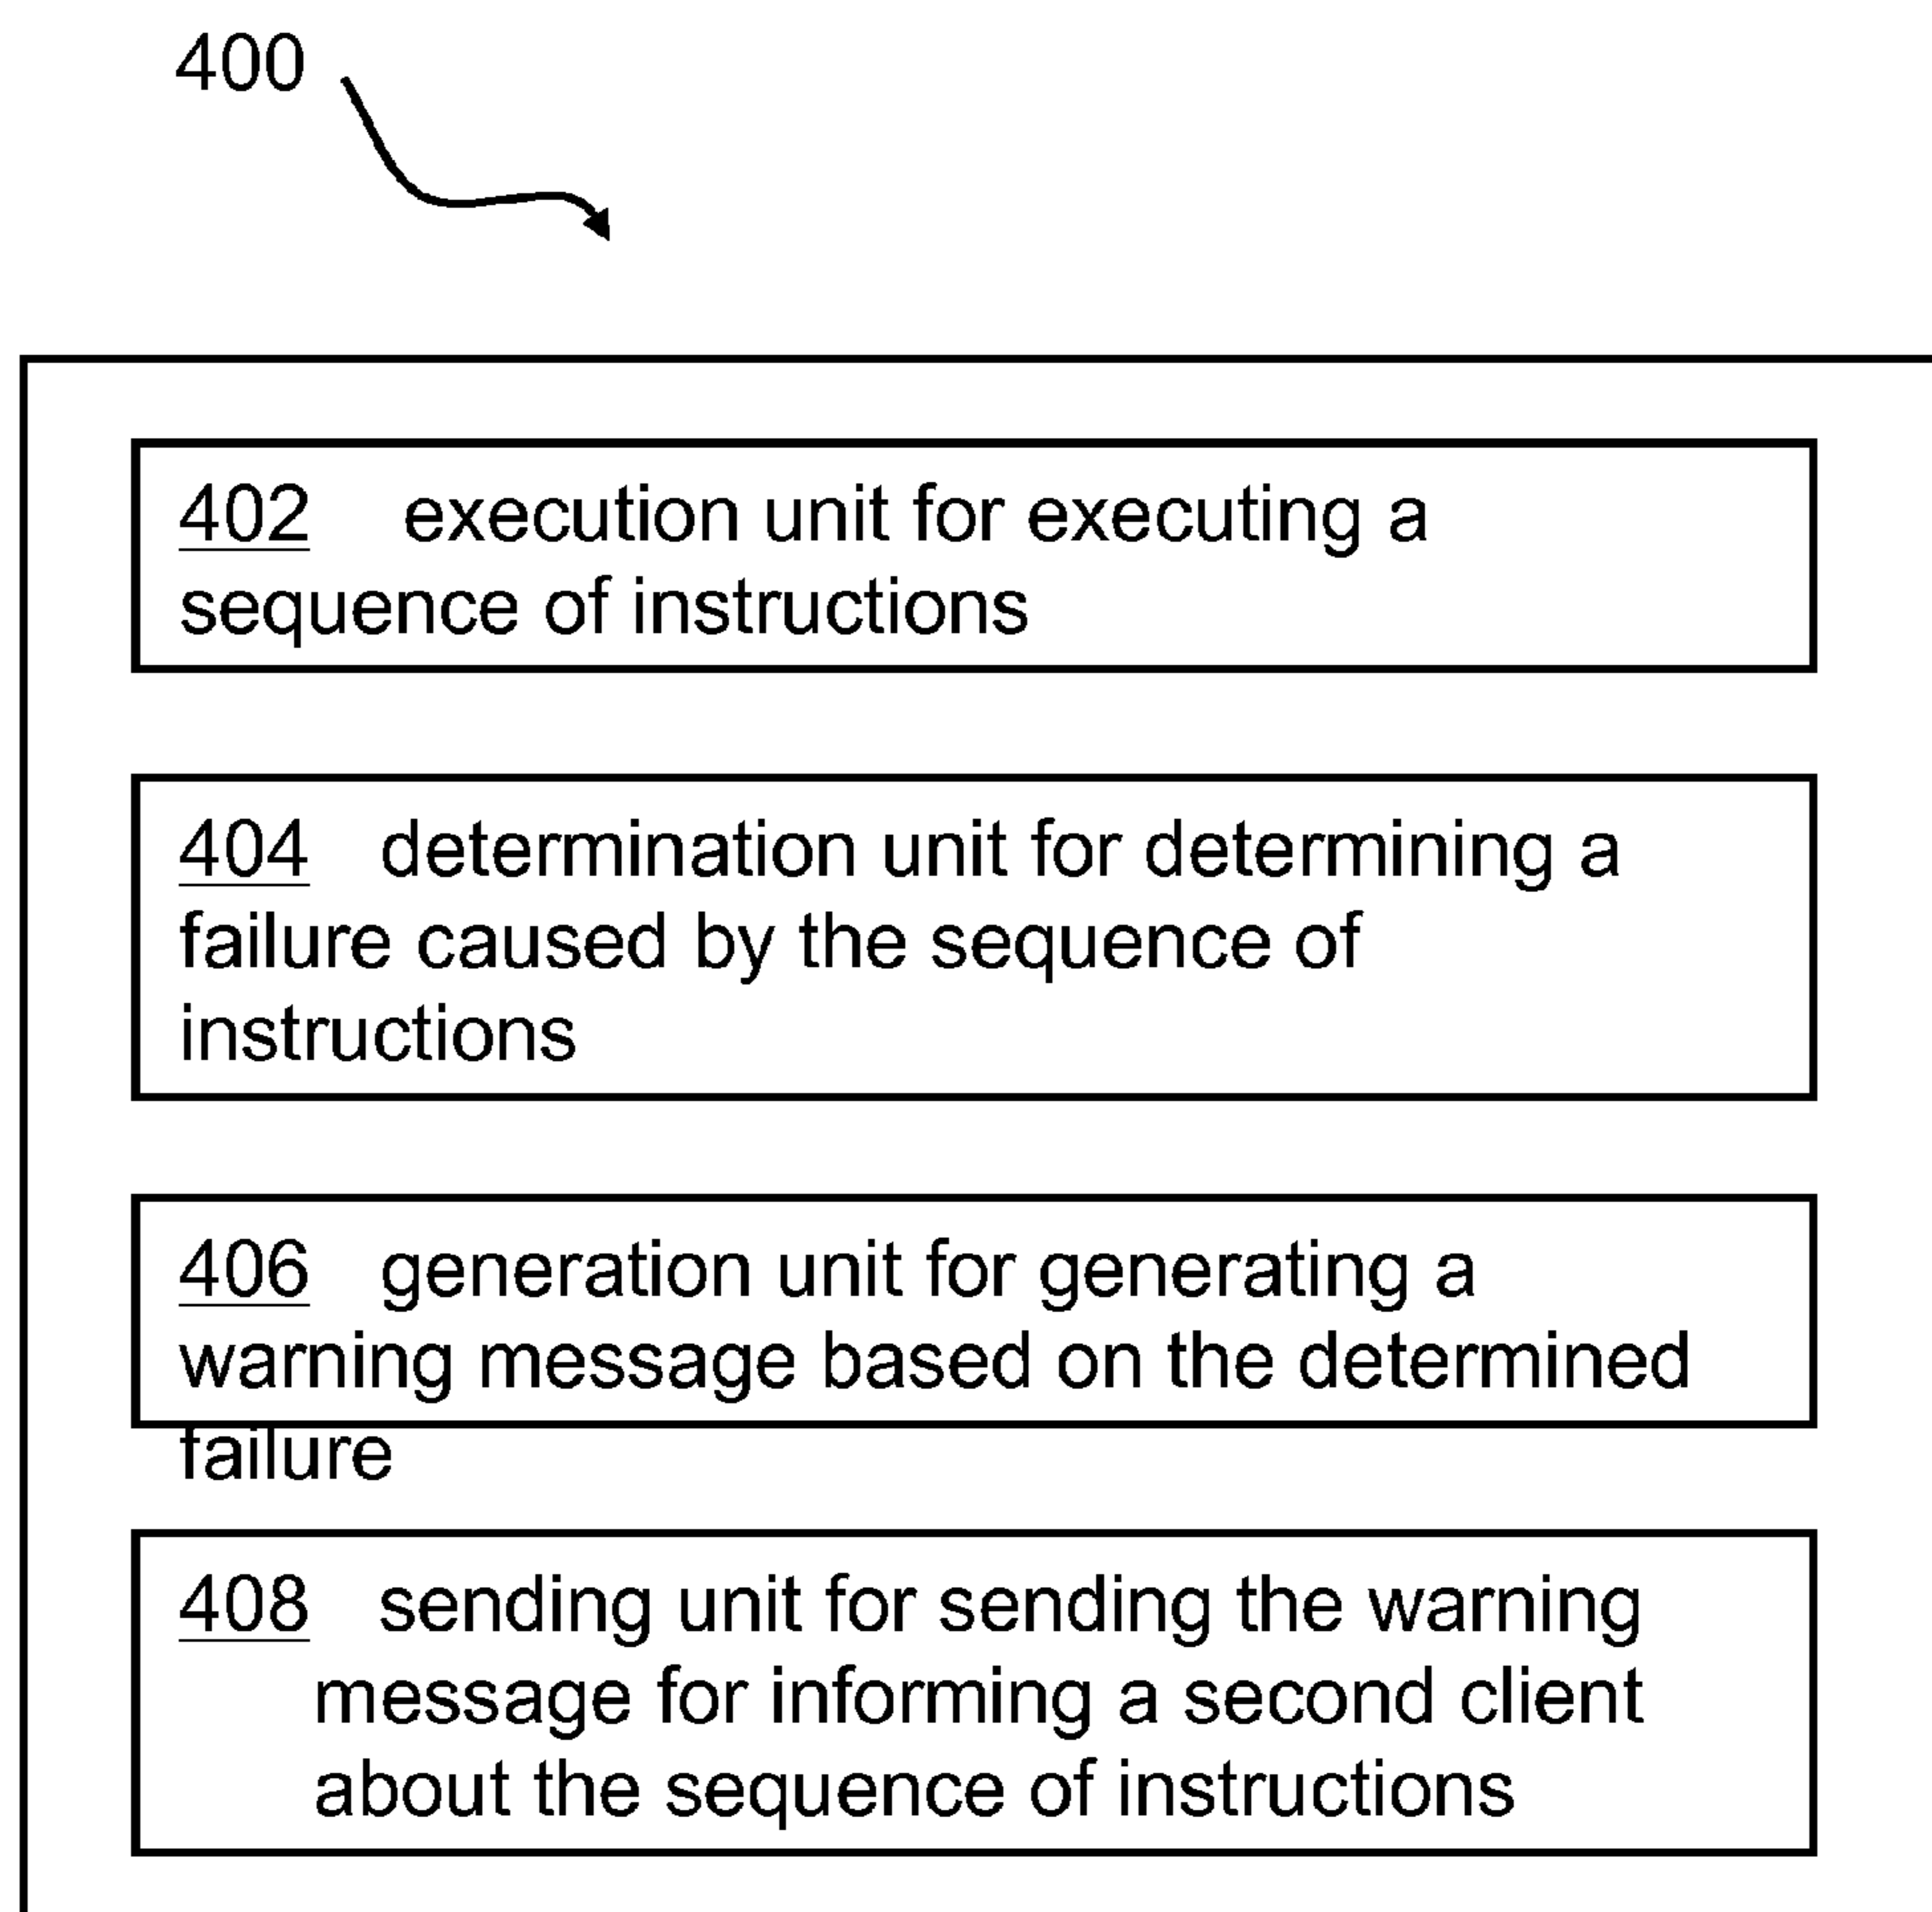 400
402 execution unit for executing a
sequence of instructions
404 determination unit for determining a
failure caused by the sequence of
instructions
406 generation unit for generating a
warning message based on the determined
failure
408 sending unit for sending the warning
message for informing a second client
about the sequence of instructions